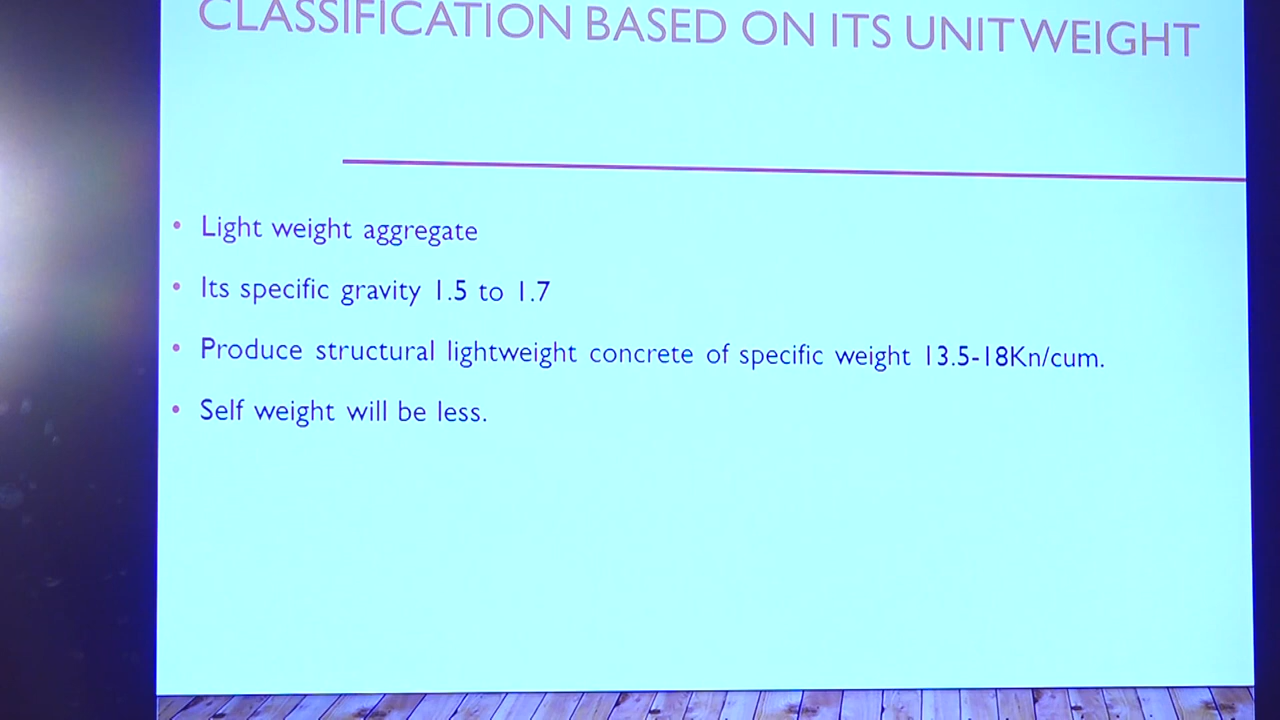 CLASSIFICATION BASED ON ITS UNIT WEIGHT
• Light weight aggregate
• Its specific gravity 1.5 to 1.7
• Produce structural lightweight concrete of specific weight 13.5-18Kn/cum.
• Self weight will be less.